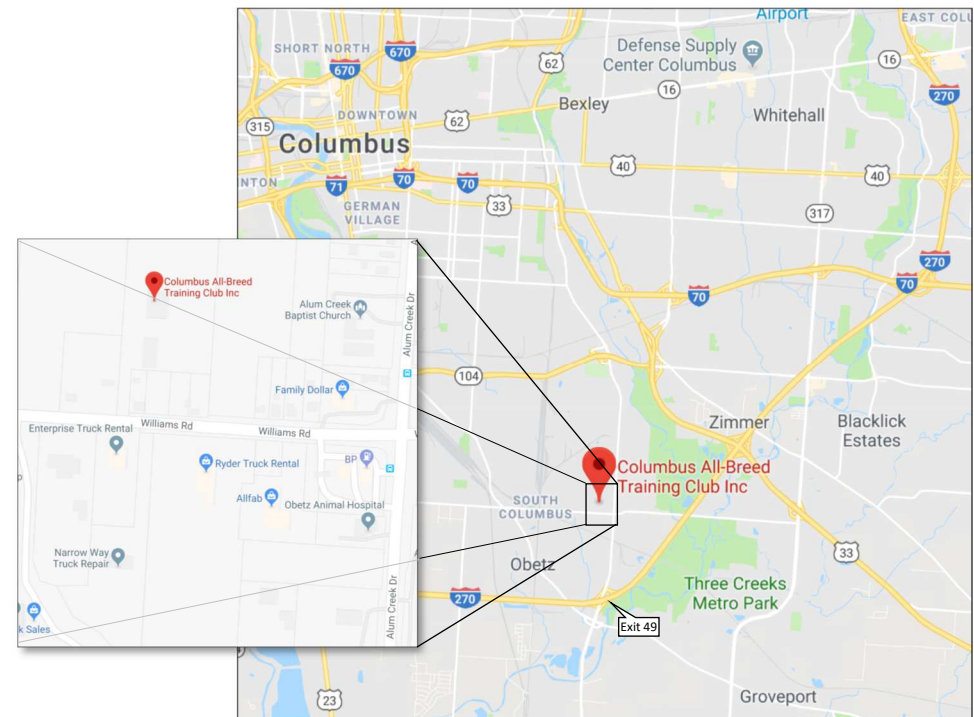 Airport
EAST COLU
SHORT NORTH
670
670
62
Defense Supply
Center Columbus
16
16
270
Bexley
Whitehall
DOWNTOWN
315
62
Columbus
40
40
NTON
71
70
70
33
GERMAN
VILLAGE
317
270
70
70
104
Zimmer
Blacklick
Estates
Columbus All-Breed
Training Club Inc
SOUTH
COLUMBUS
33
Obetz
Three Creeks
Metro Park
270
Exit 49
23
Groveport
Columbus All-Breed
Training Club Inc
Alum Creek
Baptist Church
Alum Creek Dr
Family Dollar
Enterprise Truck Rental
Williams Rd
Williams Rd
Ryder Truck Rental
BP
Allfab
Obetz Animal Hospital
Narrow Way
Truck Repair
k Sales
Alum Creek Dr